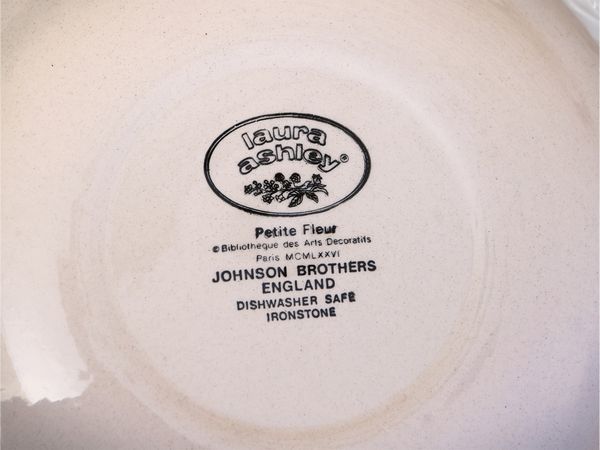 laura
ashley®
Petite Fleur
© Bibliotheque des Arts Decoratifs
Paris MCMLXXVI
JOHNSON BROTHERS
ENGLAND
DISHWASHER SAFE
IRONSTONE